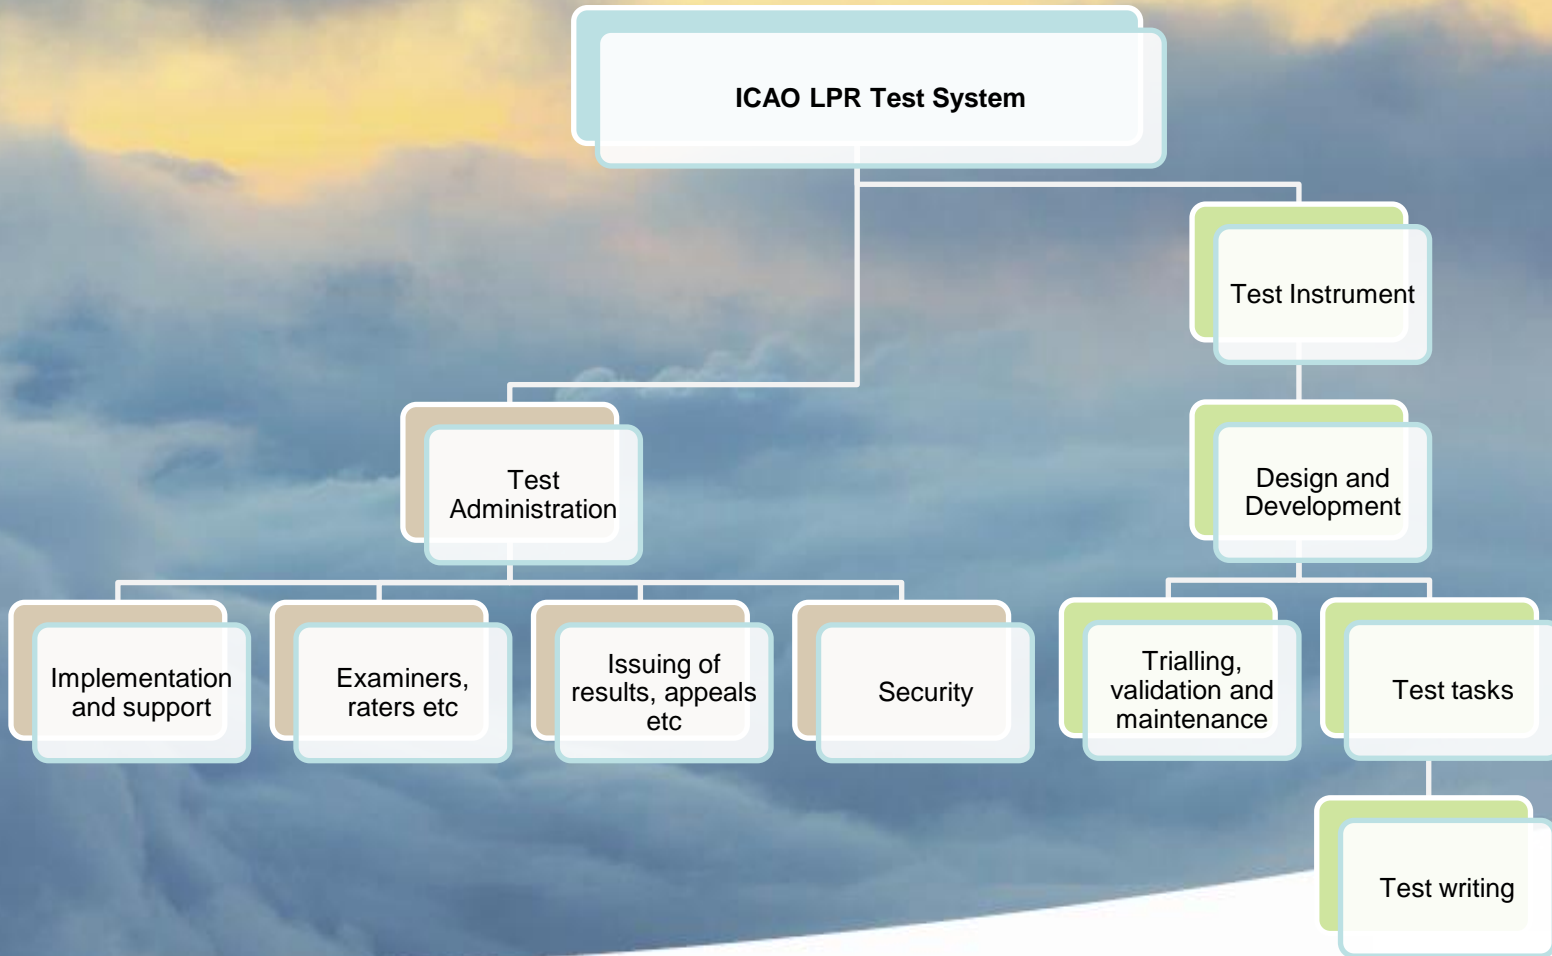 ICAO LPR Test System
Test Instrument
Test
Administration
Design and
Development
Implementation
and support
Examiners,
raters etc
Issuing of
results, appeals
etc
Security
Trialling,
validation and
maintenance
Test tasks
Test writing